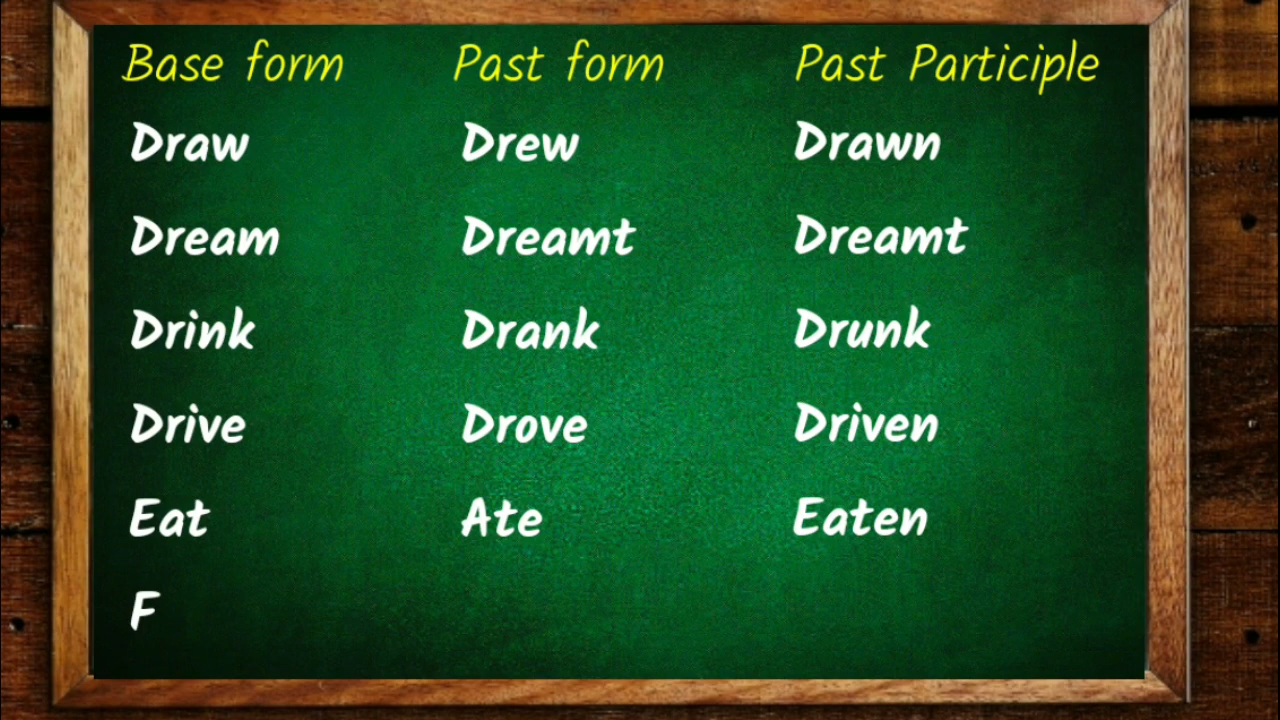 Base form Past form Past Participle
Draw Drew Drawn
Dream Dreamt Dreamt
Drink Drank Drunk
Drive Drove Driven
Eat Ate Eaten
F